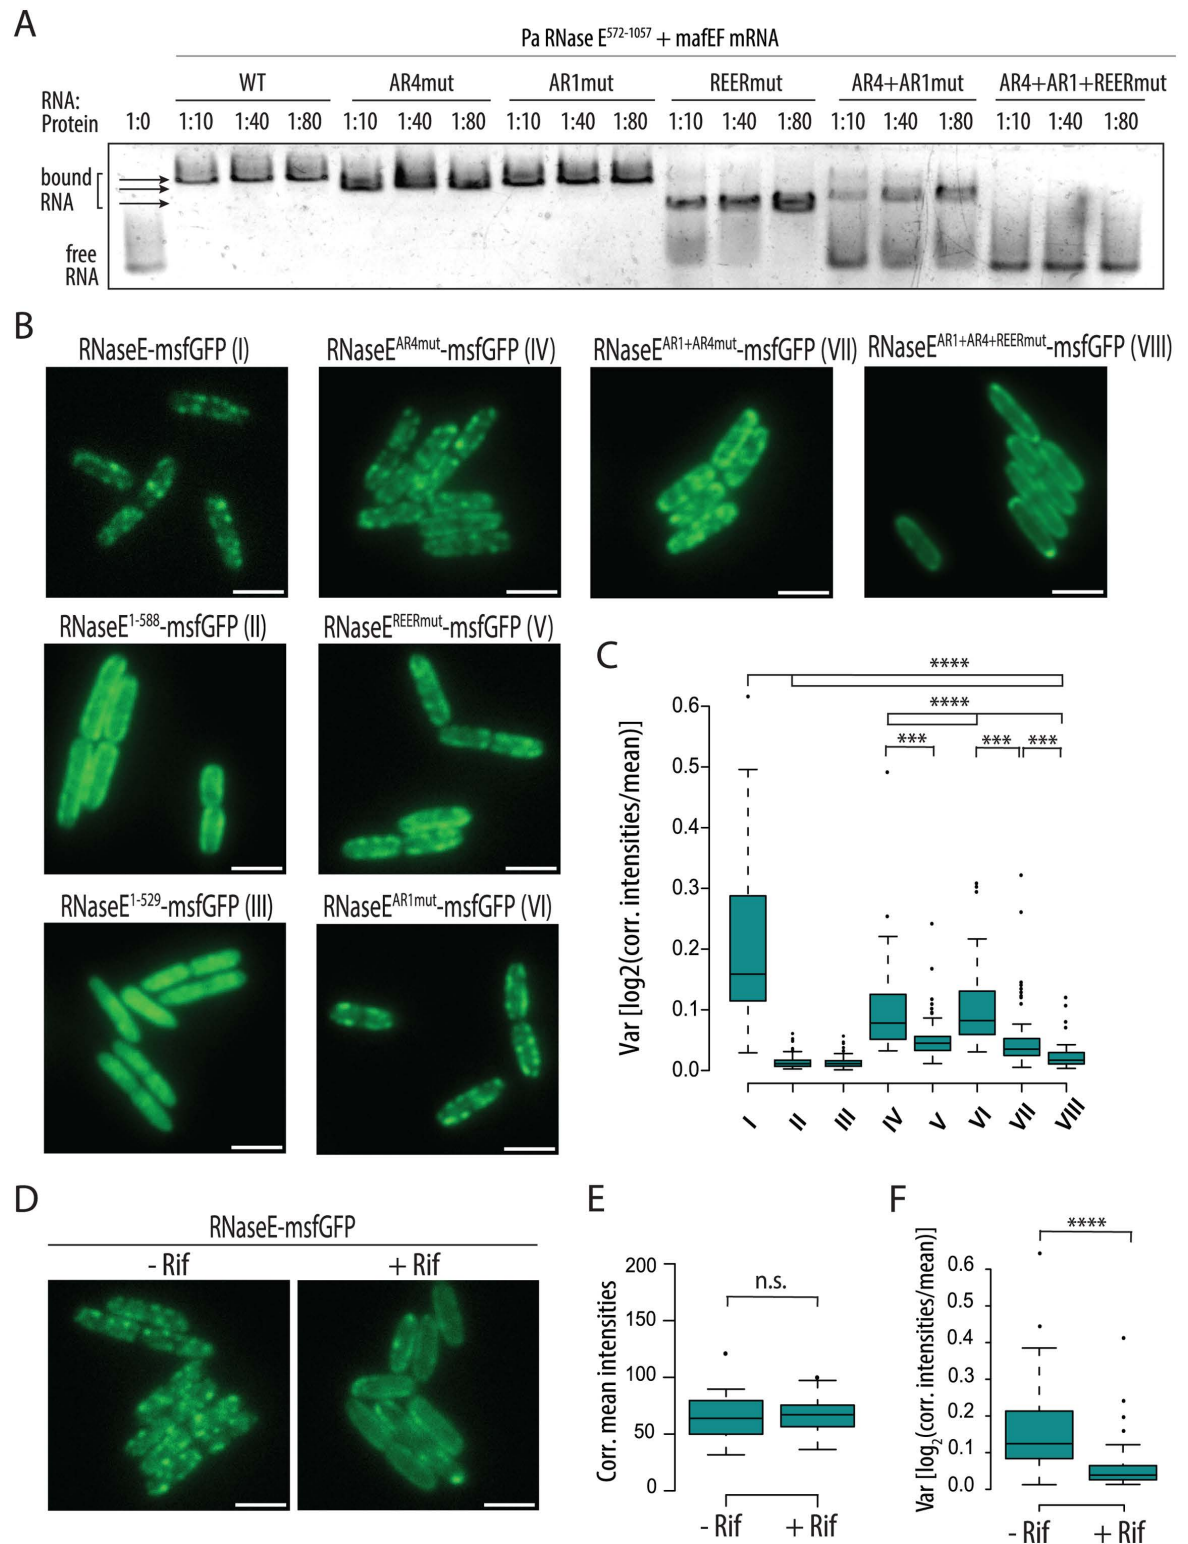 A
Pa RNase E572-1057 + mafEF mRNA
WT AR4mut AR1mut REERmut AR4+AR1mut AR4+AR1+REERmut
RNA:
Protein 1:0 1:10 1:40 1:80 1:10 1:40 1:80 1:10 1:40 1:80 1:10 1:40 1:80 1:10 1:40 1:80 1:10 1:40 1:80
bound
RNA
free
RNA
B
RNaseE-msfGFP (I) RNaseEAR4mut-msfGFP (IV) RNaseEAR1+AR4mut-msfGFP (VII) RNaseEAR1+AR4+REERmut-msfGFP (VIII)
RNaseE1-588-msfGFP (II) RNaseEREERmut-msfGFP (V)
RNaseE1-529-msfGFP (III) RNaseEAR1mut-msfGFP (VI)
C
****
****
*** *** ***
Var [log2(corr. intensities/mean)]
0.6
0.5
0.4
0.3
0.2
0.1
0.0
I II III IV V VI VII VIII
D
RNaseE-msfGFP
- Rif + Rif
E
Corr. mean intensities
200
150
100
50
0
n.s.
- Rif + Rif
F
Var [log2(corr. intensities/mean)]
****
0.6
0.5
0.4
0.3
0.2
0.1
0.0
- Rif + Rif